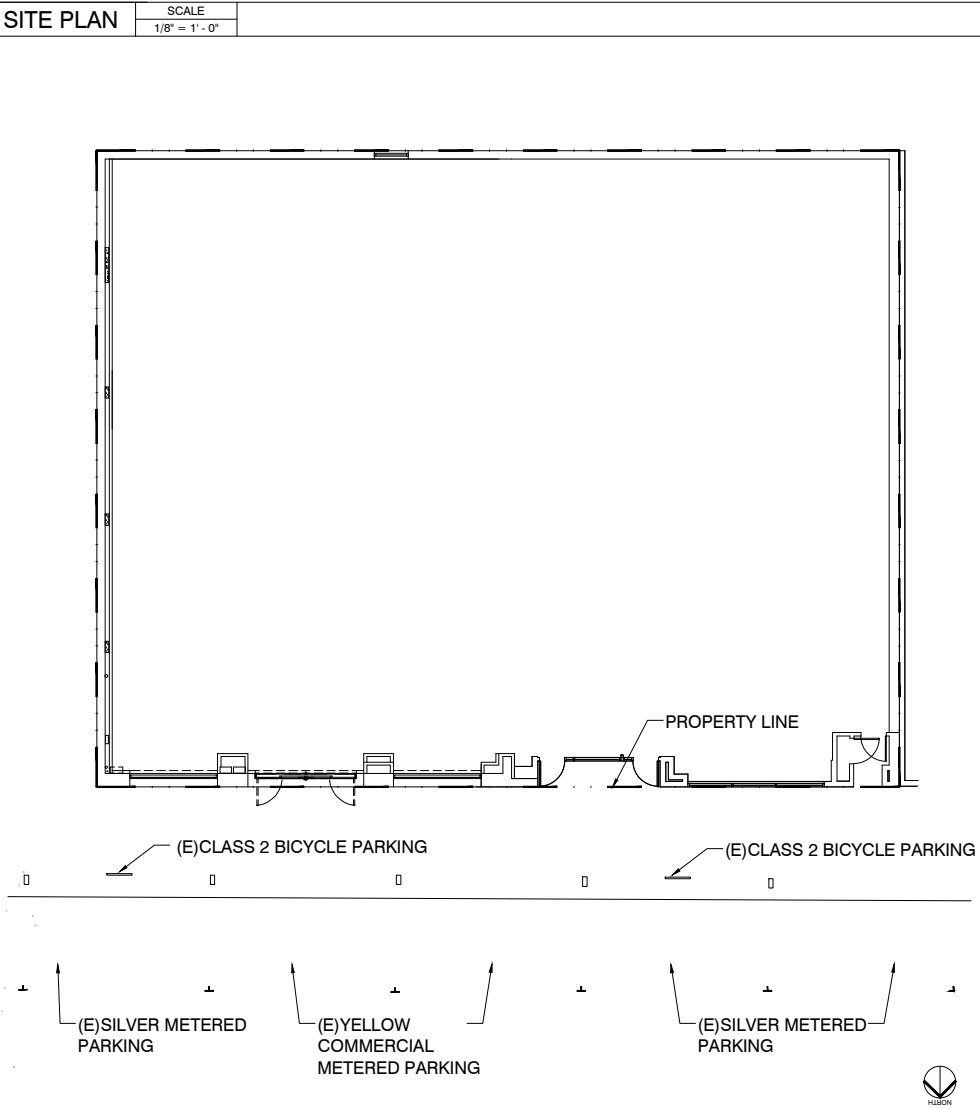 SITE PLAN
SCALE
1/8" = 1' - 0"
PROPERTY LINE
(E)CLASS 2 BICYCLE PARKING
(E)CLASS 2 BICYCLE PARKING
(E)SILVER METERED
PARKING
(E)YELLOW
COMMERCIAL
METERED PARKING
(E)SILVER METERED
PARKING
NORTH